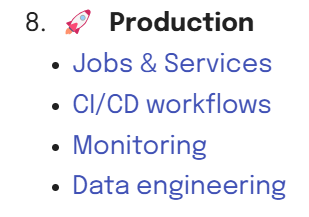 8. 🚀 Production
• Jobs & Services
• CI/CD workflows
• Monitoring
• Data engineering